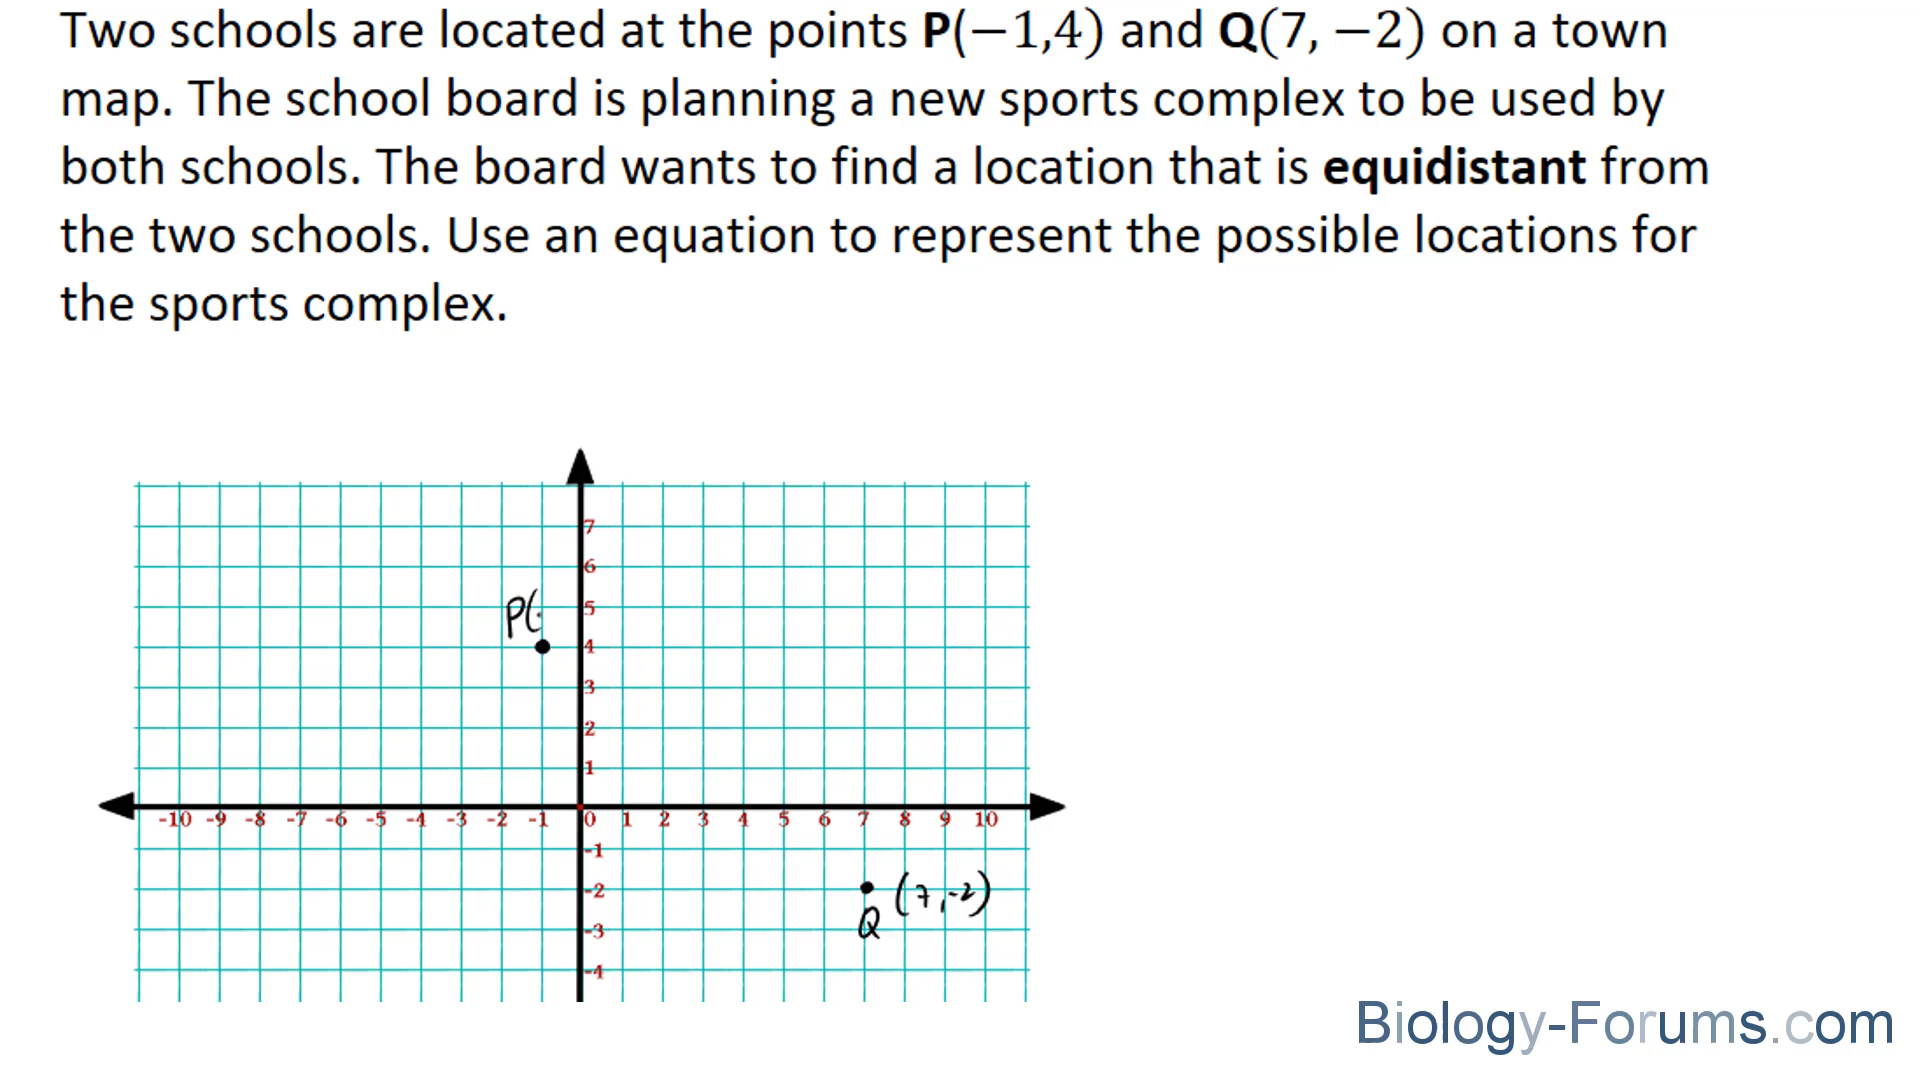 Two schools are located at the points P(−1,4) and Q(7, −2) on a town
map. The school board is planning a new sports complex to be used by
both schools. The board wants to find a location that is equidistant from
the two schools. Use an equation to represent the possible locations for
the sports complex.
7
6
P( 5
4
3
2
1
-10 -9 -8 -7 -6 -5 -4 -3 -2 -1 0 1 2 3 4 5 6 7 8 9 10
-1
-2 (7,-2)
-3 Q
-4
Biology-Forums.com